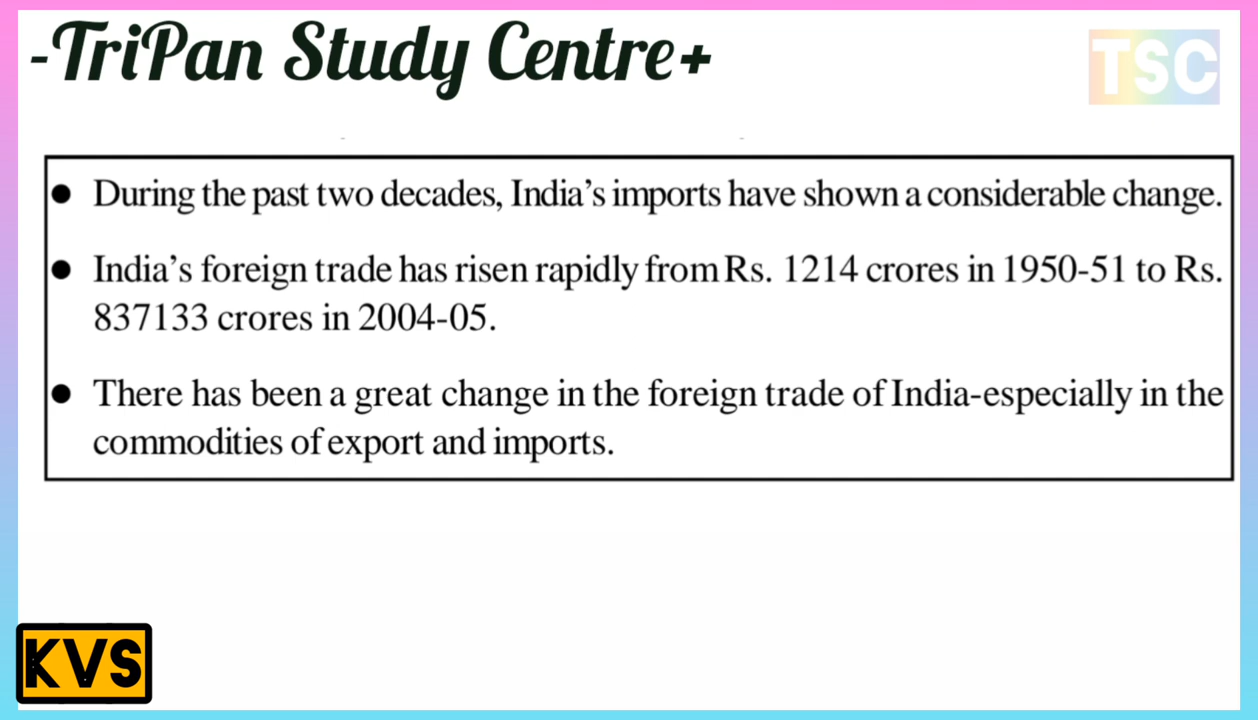 -TriPan Study Centre+
TSC
● During the past two decades, India’s imports have shown a considerable change.
● India’s foreign trade has risen rapidly from Rs. 1214 crores in 1950-51 to Rs.
837133 crores in 2004-05.
● There has been a great change in the foreign trade of India-especially in the
commodities of export and imports.
KVS